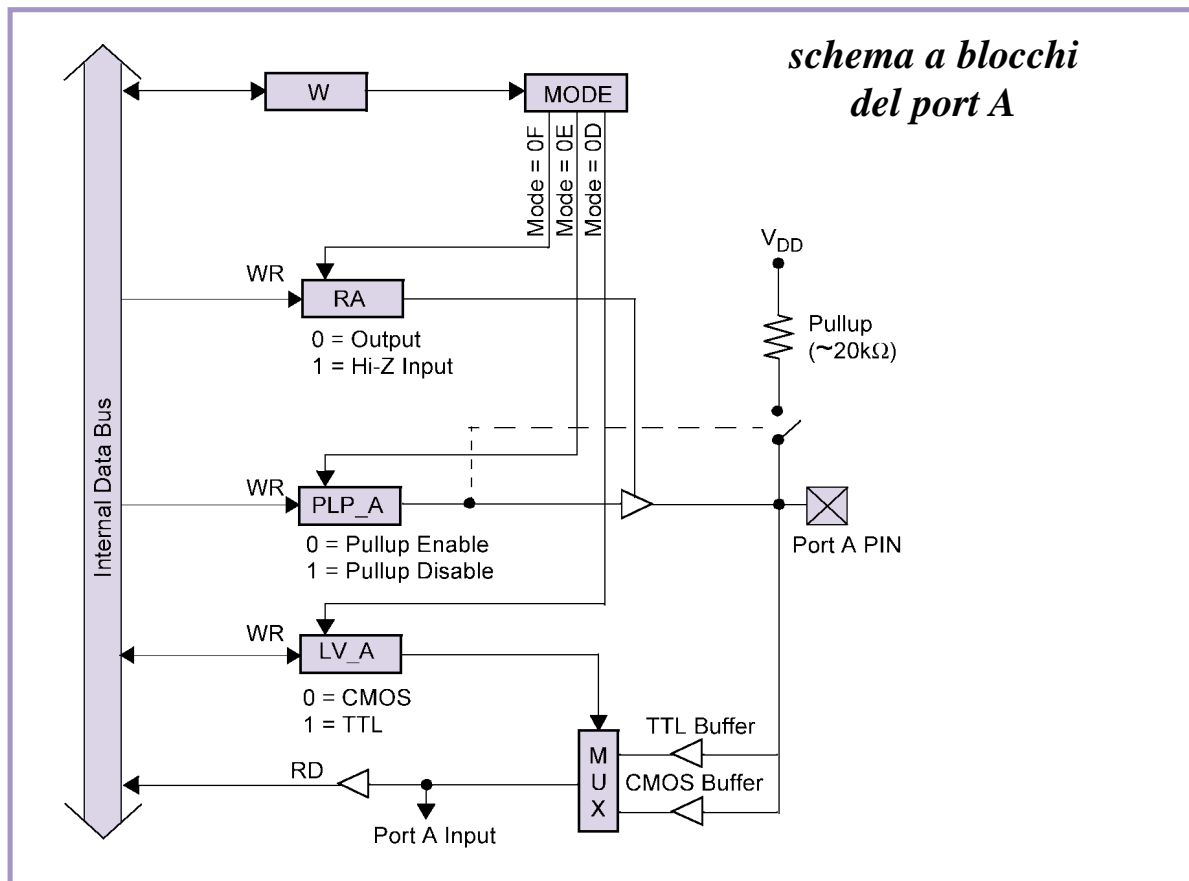 schema a blocchi
del port A
W
MODE
Mode = 0F
Mode = 0E
Mode = 0D
VDD
WR
RA
0 = Output
1 = Hi-Z Input
Pullup
(~20kΩ)
Internal Data Bus
WR
PLP_A
0 = Pullup Enable
1 = Pullup Disable
Port A PIN
WR
LV_A
0 = CMOS
1 = TTL
TTL Buffer
M
U
X
CMOS Buffer
RD
Port A Input